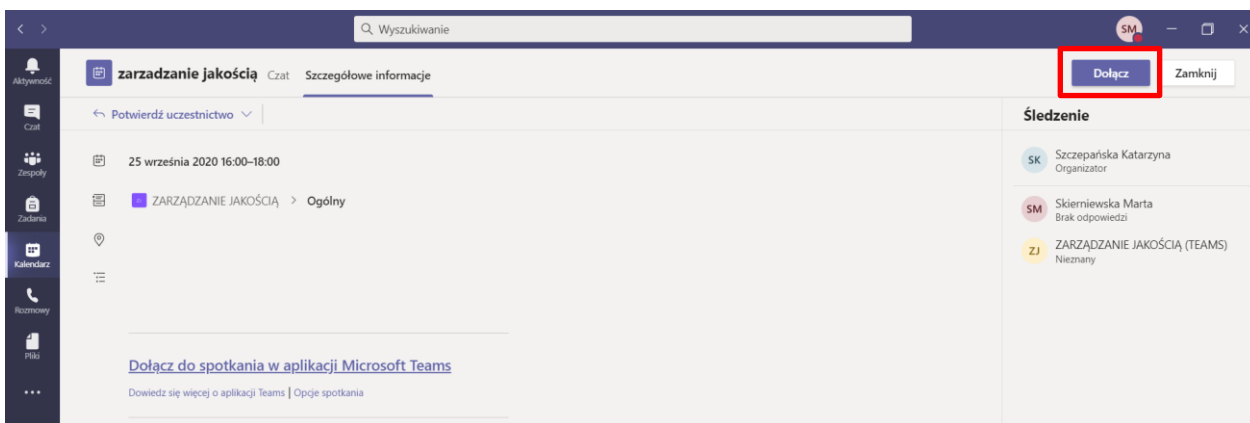 Wyszukiwanie
SM
Aktywność
zarzadzanie jakością Czat Szczegółowe informacje
Dołącz Zamknij
Potwierdź uczestnictwo
Śledzenie
Czat
25 września 2020 16:00–18:00
SK Szczepańska Katarzyna
Organizator
Zespoły
ZARZĄDZANIE JAKOŚCIĄ > Ogólny
SM Skierniewska Marta
Brak odpowiedzi
Zadania
ZJ ZARZĄDZANIE JAKOŚCIĄ (TEAMS)
Nieznany
Kalendarz
Rozmowy
Pliki
Dołącz do spotkania w aplikacji Microsoft Teams
Dowiedz się więcej o aplikacji Teams | Opcje spotkania